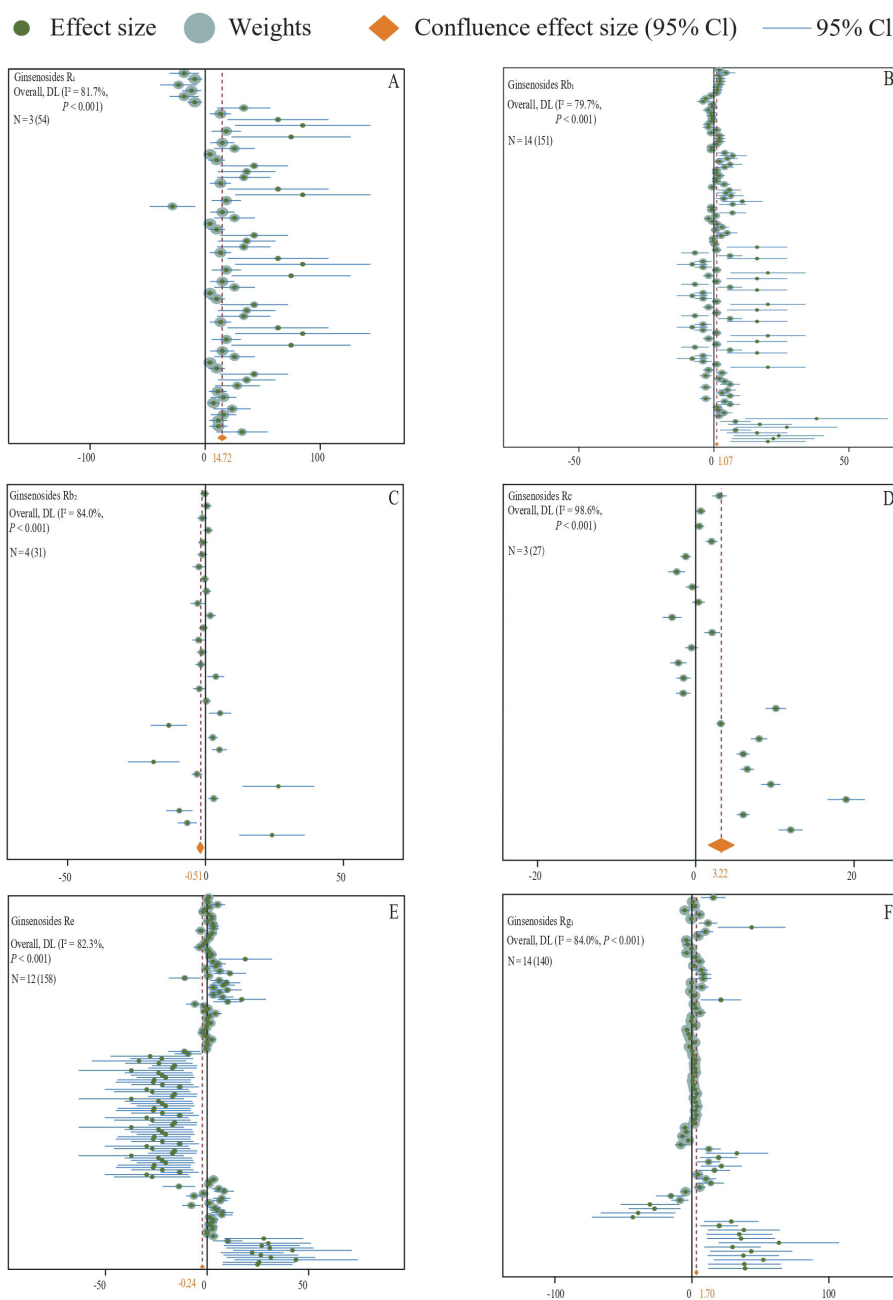 Effect size Weights Confluence effect size (95% Cl) 95% Cl
A
Ginsenosides R₁
Overall, DL (I² = 81.7%,
P < 0.001)
N = 3 (54)
-100 0 100
14.72
B
Ginsenosides Rb₁
Overall, DL (I² = 79.7%,
P < 0.001)
N = 14 (151)
-50 0 50
1.07
C
Ginsenosides Rb₂
Overall, DL (I² = 84.0%,
P < 0.001)
N = 4 (31)
-50 -0.51 0 50
D
Ginsenosides Rc
Overall, DL (I² = 98.6%,
P < 0.001)
N = 3 (27)
-20 0 20
3.22
E
Ginsenosides Re
Overall, DL (I² = 82.3%,
P < 0.001)
N = 12 (158)
-50 0 50
-0.24
F
Ginsenosides Rg₁
Overall, DL (I² = 84.0%, P < 0.001)
N = 14 (140)
-100 0 100
1.70